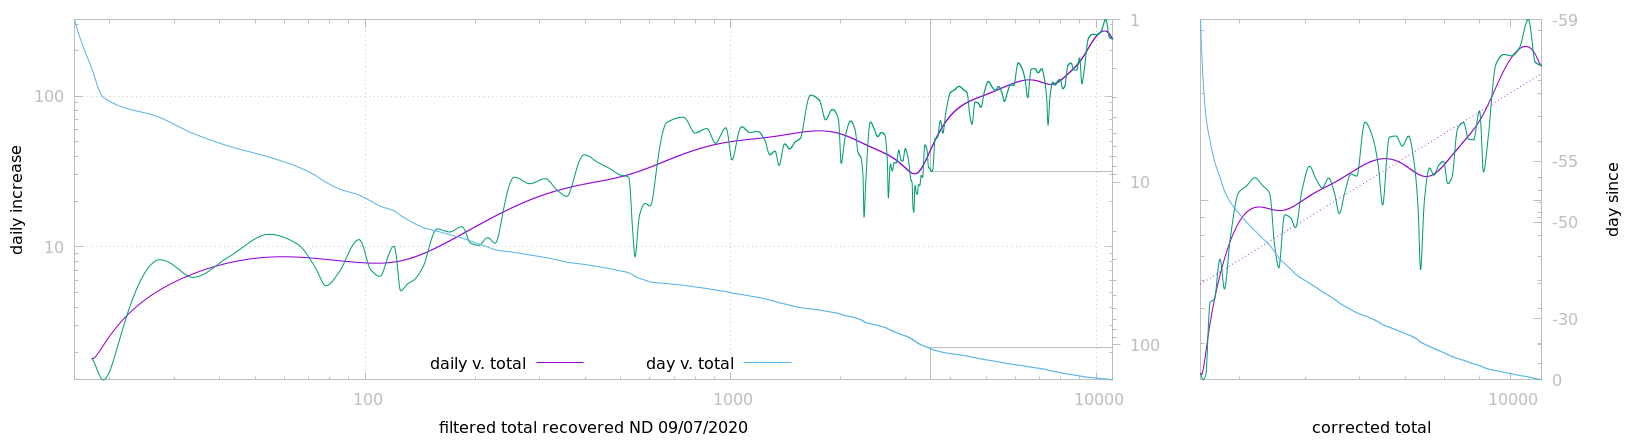 daily increase
100
10
daily v. total
day v. total
100
1000
10000
filtered total recovered ND 09/07/2020
1
10
100
10000
corrected total
-59
-55
-50
-30
0
day since